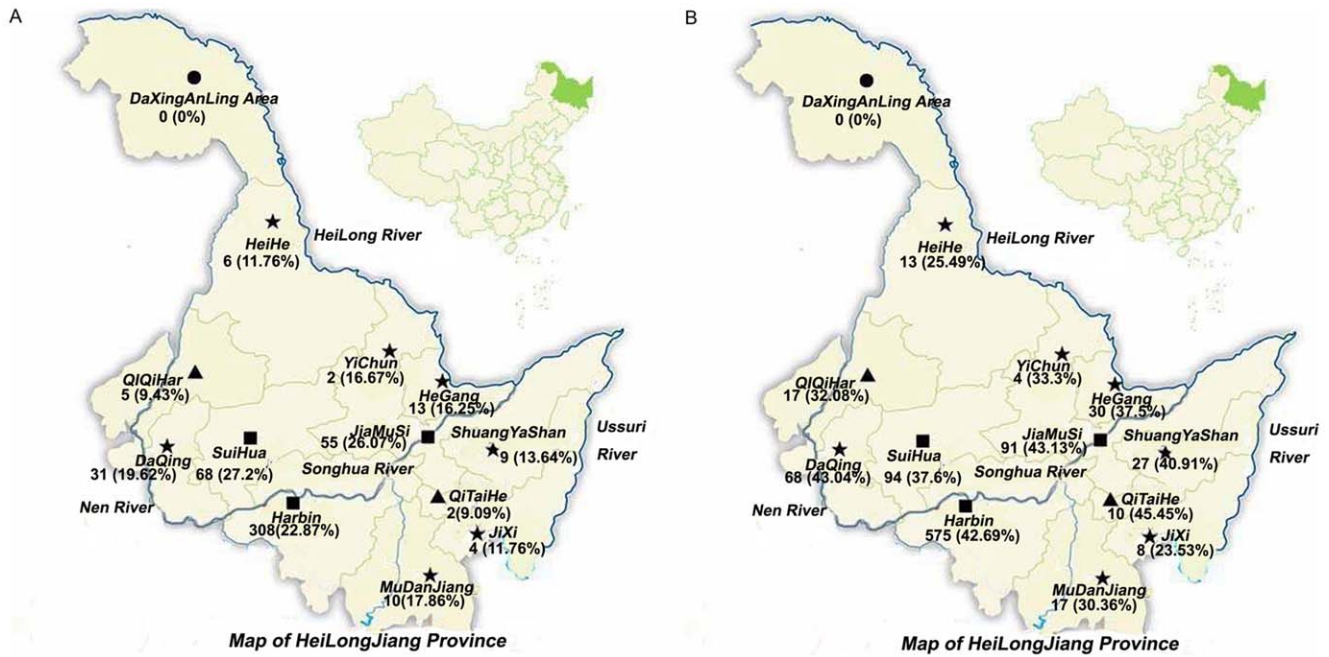 A
DaXingAnLing Area
0 (0%)
HeiHe
6 (11.76%)
HeiLong River
YiChun
2 (16.67%)
QIQiHar
5 (9.43%)
HeGang
13 (16.25%)
JiaMuSi
55 (26.07%)
ShuangYaShan
9 (13.64%)
Ussuri
River
DaQing
31 (19.62%)
SuiHua
68 (27.2%)
Songhua River
Nen River
Harbin
308(22.87%)
QiTaiHe
2(9.09%)
JiXi
4 (11.76%)
MuDanJiang
10(17.86%)
Map of HeiLongJiang Province
B
DaXingAnLing Area
0 (0%)
HeiHe
13 (25.49%)
HeiLong River
YiChun
4 (33.3%)
QIQiHar
17 (32.08%)
HeGang
30 (37.5%)
JiaMuSi
91 (43.13%)
ShuangYaShan
27 (40.91%)
Ussuri
River
DaQing
68 (43.04%)
SuiHua
94 (37.6%)
Songhua River
Nen River
Harbin
575 (42.69%)
QiTaiHe
10 (45.45%)
JiXi
8 (23.53%)
MuDanJiang
17 (30.36%)
Map of HeiLongJiang Province